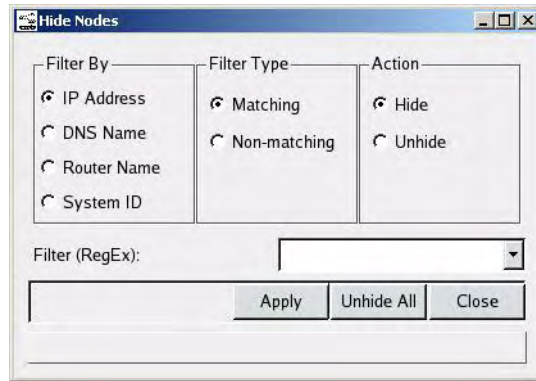 Hide Nodes
Filter By
IP Address
DNS Name
Router Name
System ID
Filter Type
Matching
Non-matching
Action
Hide
Unhide
Filter (RegEx):
Apply Unhide All Close